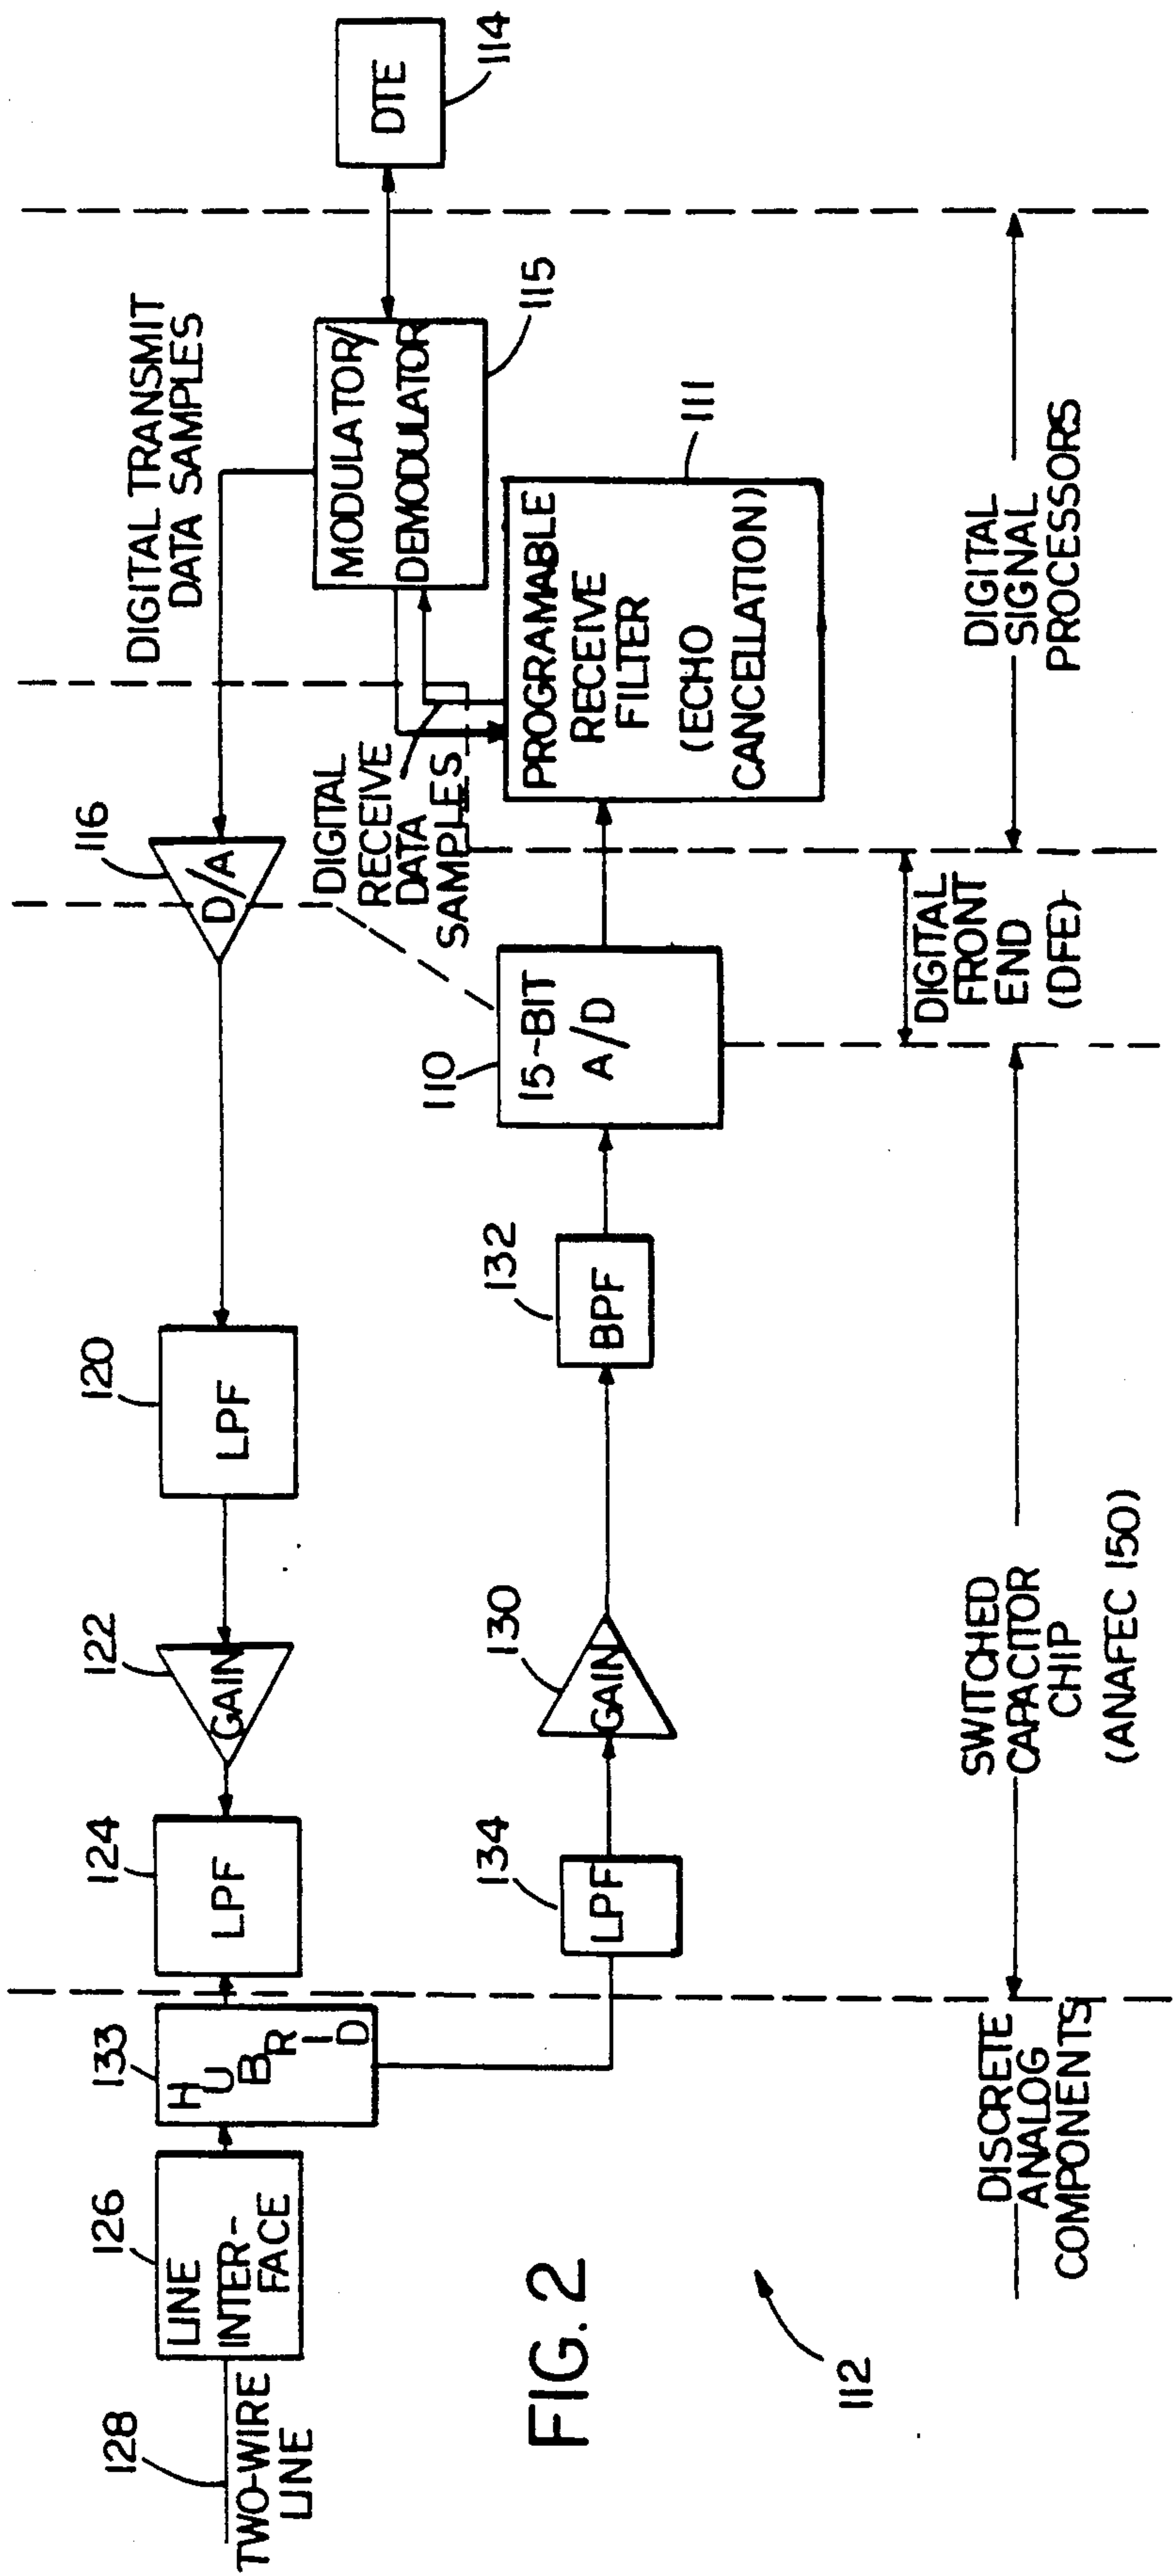 DIGITAL TRANSMIT
DATA SAMPLES
DTE
114
MODULATOR/
DEMODULATOR
115
116
D/A
DIGITAL
RECEIVE
DATA
SAMPLES
PROGRAMABLE
RECEIVE
FILTER
(ECHO
CANCELLATION)
111
110
15-BIT
A/D
120
LPF
122
GAIN
124
LPF
132
BPF
130
GAIN
134
LPF
133
HUBRID
126
LINE
INTER-
FACE
128
TWO-WIRE
LINE
DISCRETE
ANALOG
COMPONENTS
SWITCHED
CAPACITOR
CHIP
(ANAFEC 150)
DIGITAL
FRONT
END
(DFE)
DIGITAL
SIGNAL
PROCESSORS
FIG. 2
112